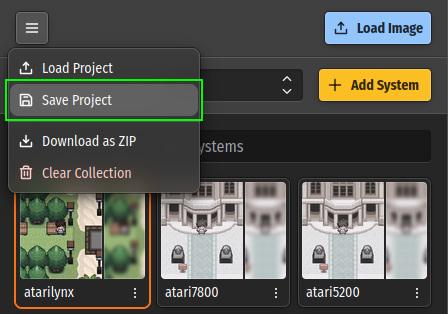 Load Image
Load Project
Save Project
Add System
Download as ZIP
ystems
Clear Collection
atarilynx
atari7800
atari5200